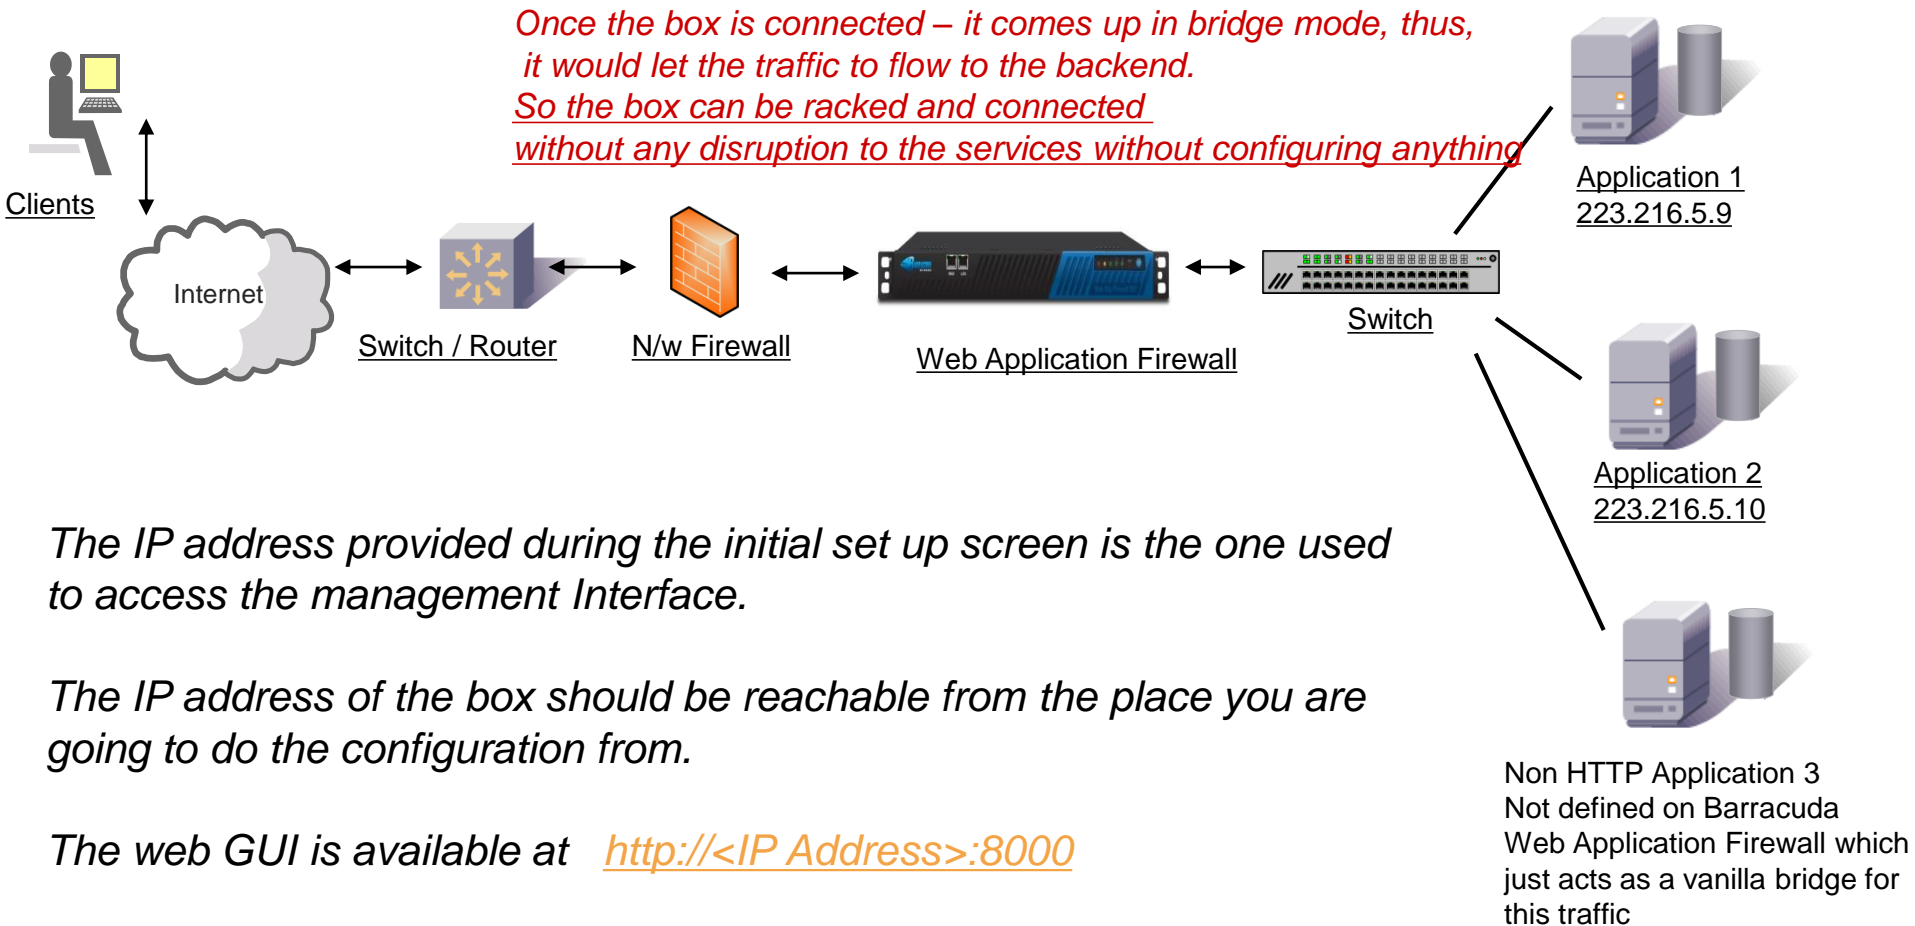 Once the box is connected – it comes up in bridge mode, thus,
it would let the traffic to flow to the backend.
So the box can be racked and connected
without any disruption to the services without configuring anything
Clients
Internet
Switch / Router
N/w Firewall
Web Application Firewall
Switch
Application 1
223.216.5.9
Application 2
223.216.5.10
The IP address provided during the initial set up screen is the one used
to access the management Interface.
The IP address of the box should be reachable from the place you are
going to do the configuration from.
The web GUI is available at http://<IP Address>:8000
Non HTTP Application 3
Not defined on Barracuda
Web Application Firewall which
just acts as a vanilla bridge for
this traffic